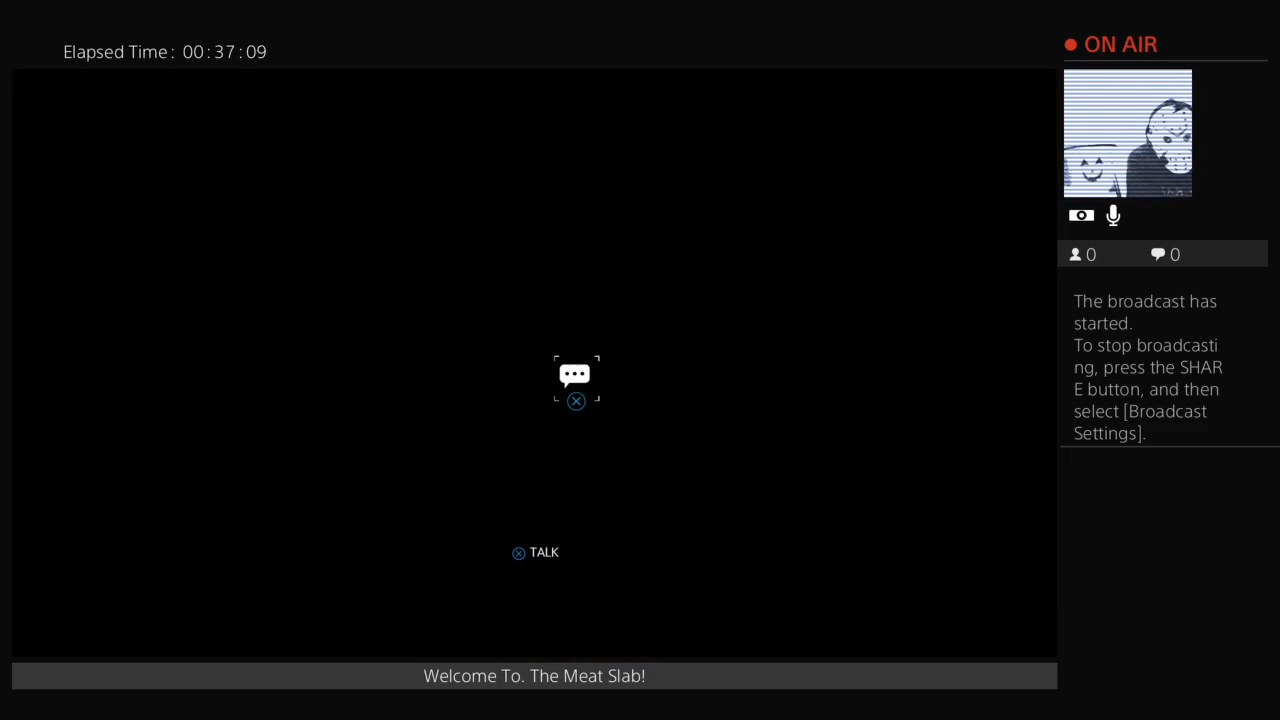 Elapsed Time: 00:37:09
ON AIR
0 0
The broadcast has
started.
To stop broadcasti
ng, press the SHAR
E button, and then
select [Broadcast
Settings].
TALK
Welcome To. The Meat Slab!